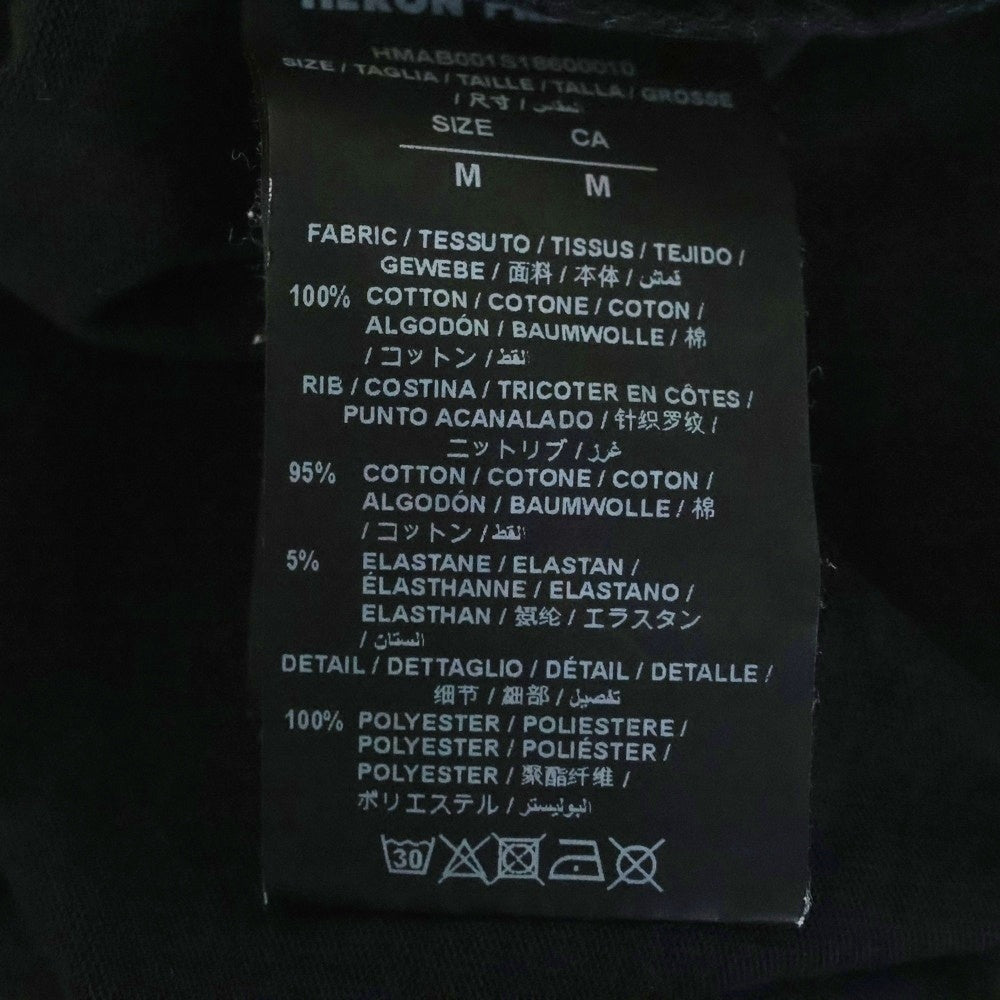 HERON
HMAB001S18600010
SIZE / TAGLIA / TAILLE / TALLA / GROSSE
/ 尺寸 /
SIZE CA
M M
FABRIC / TESSUTO / TISSUS / TEJIDO /
GEWEBE / 面料 / 本体 / قماش
100% COTTON / COTONE / COTON /
ALGODÓN / BAUMWOLLE / 棉
/ コットン / القط
RIB / COSTINA / TRICOTER EN CÔTES /
PUNTO ACANALADO / 针织罗纹 /
ニットリブ / غرز
95% COTTON / COTONE / COTON /
ALGODÓN / BAUMWOLLE / 棉
/ コットン / القط
5% ELASTANE / ELASTAN /
ÉLASTHANNE / ELASTANO /
ELASTHAN / 氨纶 / エラスタン
/ الستان
DETAIL / DETTAGLIO / DÉTAIL / DETALLE /
细节 / 細部 / تفصيل
100% POLYESTER / POLIESTERE /
POLYESTER / POLIÉSTER /
POLYESTER / 聚酯纤维 /
ポリエステル / البوليستر
30